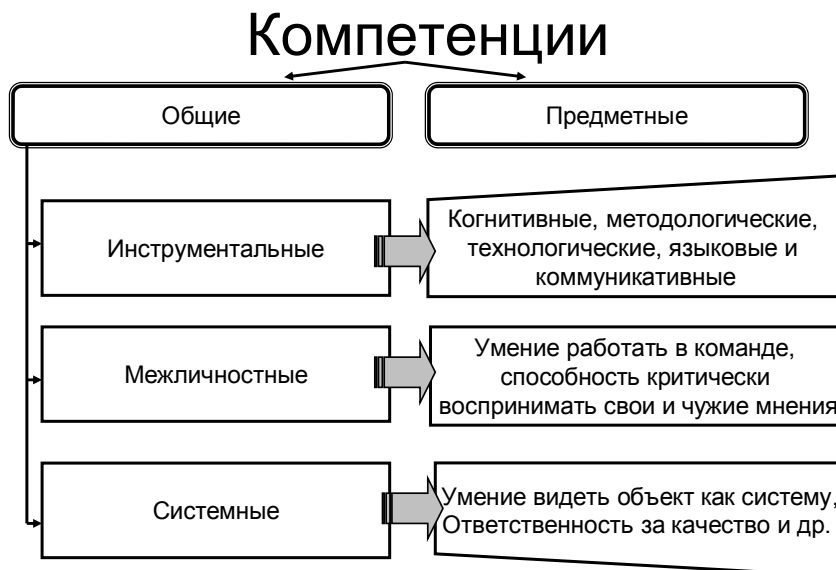 Компетенции
Общие
Предметные
Инструментальные
Когнитивные, методологические,
технологические, языковые и
коммуникативные
Межличностные
Умение работать в команде,
способность критически
воспринимать свои и чужие мнения
Системные
Умение видеть объект как систему,
Ответственность за качество и др.